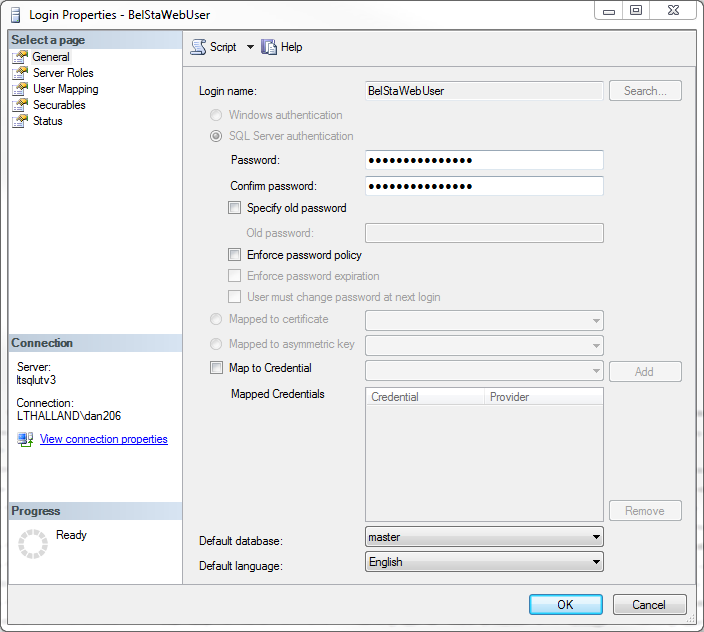 Login Properties - BelStaWebUser
Select a page
General
Server Roles
User Mapping
Securables
Status
Connection
Server:
ltsqlutv3
Connection:
LTHALLAND\dan206
View connection properties
Progress
Ready
Script
Help
Login name:
BelStaWebUser
Search...
Windows authentication
SQL Server authentication
Password:
●●●●●●●●●●●●●●●
Confirm password:
●●●●●●●●●●●●●●●
Specify old password
Old password:
Enforce password policy
Enforce password expiration
User must change password at next login
Mapped to certificate
Mapped to asymmetric key
Map to Credential
Add
Mapped Credentials
Credential Provider
Remove
Default database:
master
Default language:
English
OK
Cancel